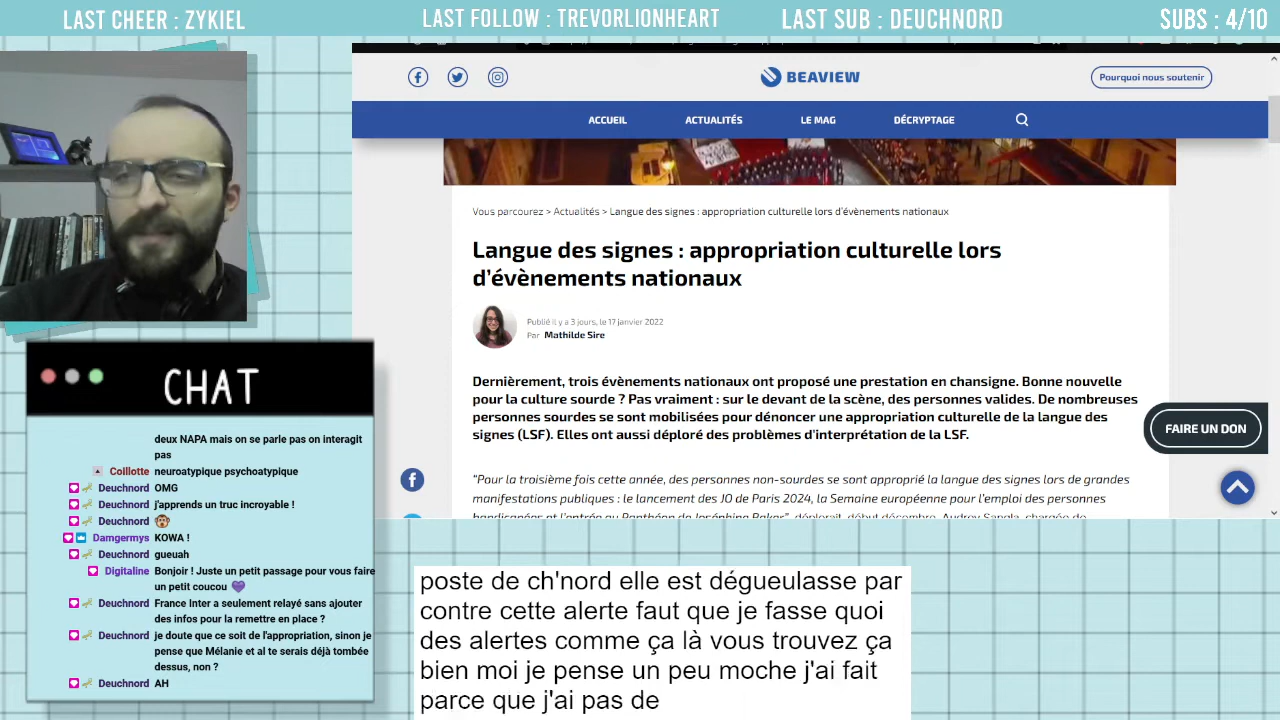 LAST CHEER : ZYKIEL
LAST FOLLOW : TREVORLIONHEART
LAST SUB : DEUCHNORD
SUBS : 4/10
BEAVIEW
Pourquoi nous soutenir
ACCUEIL
ACTUALITÉS
LE MAG
DÉCRYPTAGE
Vous parcourez > Actualités > Langue des signes : appropriation culturelle lors d'évènements nationaux
Langue des signes : appropriation culturelle lors
d'évènements nationaux
Publié il y a 3 jours, le 17 janvier 2022
Par Mathilde Sire
Dernièrement, trois évènements nationaux ont proposé une prestation en chansigne. Bonne nouvelle
pour la culture sourde ? Pas vraiment : sur le devant de la scène, des personnes valides. De nombreuses
personnes sourdes se sont mobilisées pour dénoncer une appropriation culturelle de la langue des
signes (LSF). Elles ont aussi déploré des problèmes d'interprétation de la LSF.
FAIRE UN DON
"Pour la troisième fois cette année, des personnes non-sourdes se sont approprié la langue des signes lors de grandes
manifestations publiques : le lancement des JO de Paris 2024, la Semaine européenne pour l'emploi des personnes
CHAT
deux NAPA mais on se parle pas on interagit
pas
Coillotte neuroatypique psychoatypique
Deuchnord OMG
Deuchnord j'apprends un truc incroyable !
Deuchnord
Damgermys KOWA !
Deuchnord gueuah
Digitaline Bonjoir ! Juste un petit passage pour vous faire
un petit coucou
Deuchnord France Inter a seulement relayé sans ajouter
des infos pour la remettre en place ?
Deuchnord je doute que ce soit de l'appropriation, sinon je
pense que Mélanie et al te serais déjà tombée
dessus, non ?
Deuchnord AH
poste de ch'nord elle est dégueulasse par
contre cette alerte faut que je fasse quoi
des alertes comme ça là vous trouvez ça
bien moi je pense un peu moche j'ai fait
parce que j'ai pas de